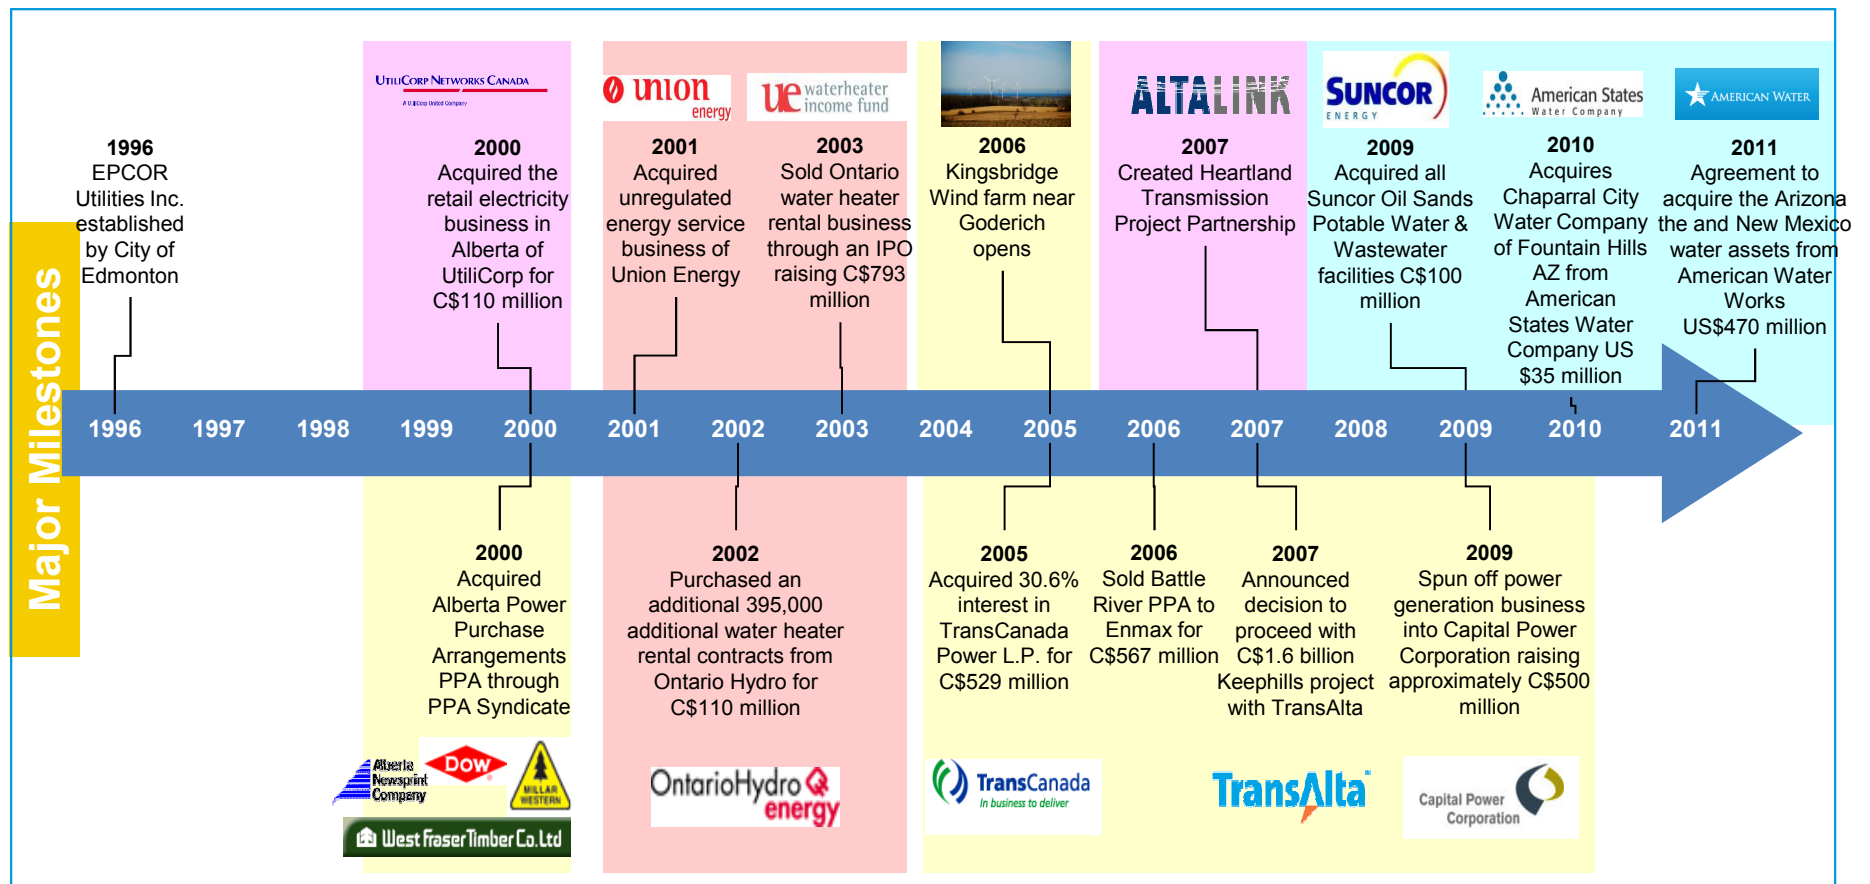 UTILICORP NETWORKS CANADA
A UtiliCorp United Company
1996
EPCOR
Utilities Inc.
established
by City of
Edmonton
2000
Acquired the
retail electricity
business in
Alberta of
UtiliCorp for
C$110 million
union
energy
2001
Acquired
unregulated
energy service
business of
Union Energy
ue waterheater
income fund
2003
Sold Ontario
water heater
rental business
through an IPO
raising C$793
million
2006
Kingsbridge
Wind farm near
Goderich
opens
ALTALINK
2007
Created Heartland
Transmission
Project Partnership
SUNCOR
ENERGY
2009
Acquired all
Suncor Oil Sands
Potable Water &
Wastewater
facilities C$100
million
American States
Water Company
2010
Acquires
Chaparral City
Water Company
of Fountain Hills
AZ from
American
States Water
Company US
$35 million
AMERICAN WATER
2011
Agreement to
acquire the Arizona
the and New Mexico
water assets from
American Water
Works
US$470 million
Major Milestones
1996 1997 1998 1999 2000 2001 2002 2003 2004 2005 2006 2007 2008 2009 2010 2011
2000
Acquired
Alberta Power
Purchase
Arrangements
PPA through
PPA Syndicate
Alberta
Newsprint
Company
DOW
MILLAR
WESTERN
West Fraser Timber Co. Ltd
2002
Purchased an
additional 395,000
additional water heater
rental contracts from
Ontario Hydro for
C$110 million
OntarioHydro
energy
2005
Acquired 30.6%
interest in
TransCanada
Power L.P. for
C$529 million
TransCanada
In business to deliver
2006
Sold Battle
River PPA to
Enmax for
C$567 million
2007
Announced
decision to
proceed with
C$1.6 billion
Keephills project
with TransAlta
TransAlta
2009
Spun off power
generation business
into Capital Power
Corporation raising
approximately C$500
million
Capital Power
Corporation